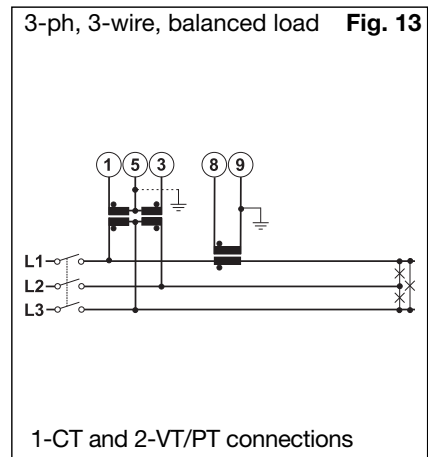 3-ph, 3-wire, balanced load Fig. 13
1 5 3 8 9
L1
L2
L3
1-CT and 2-VT/PT connections